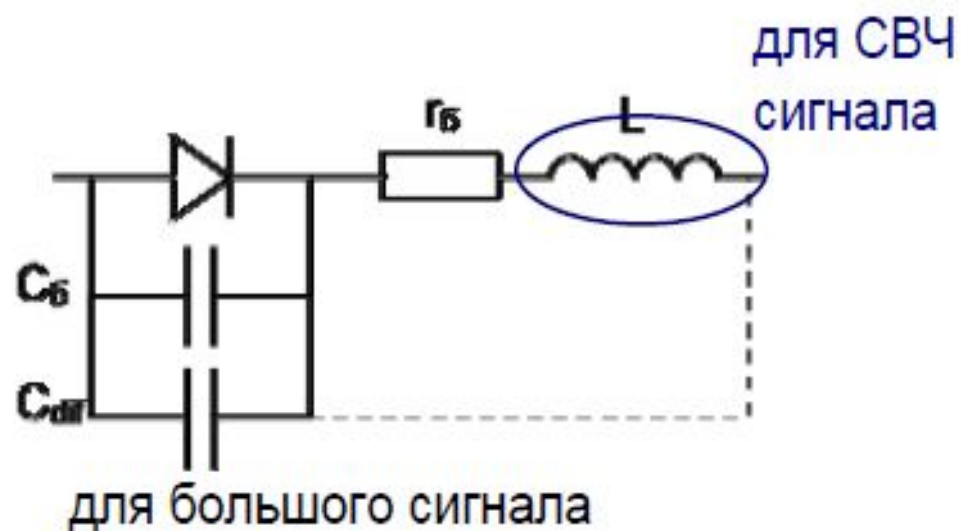 для СВЧ
сигнала
rб
L
Cб
Cdif
для большого сигнала